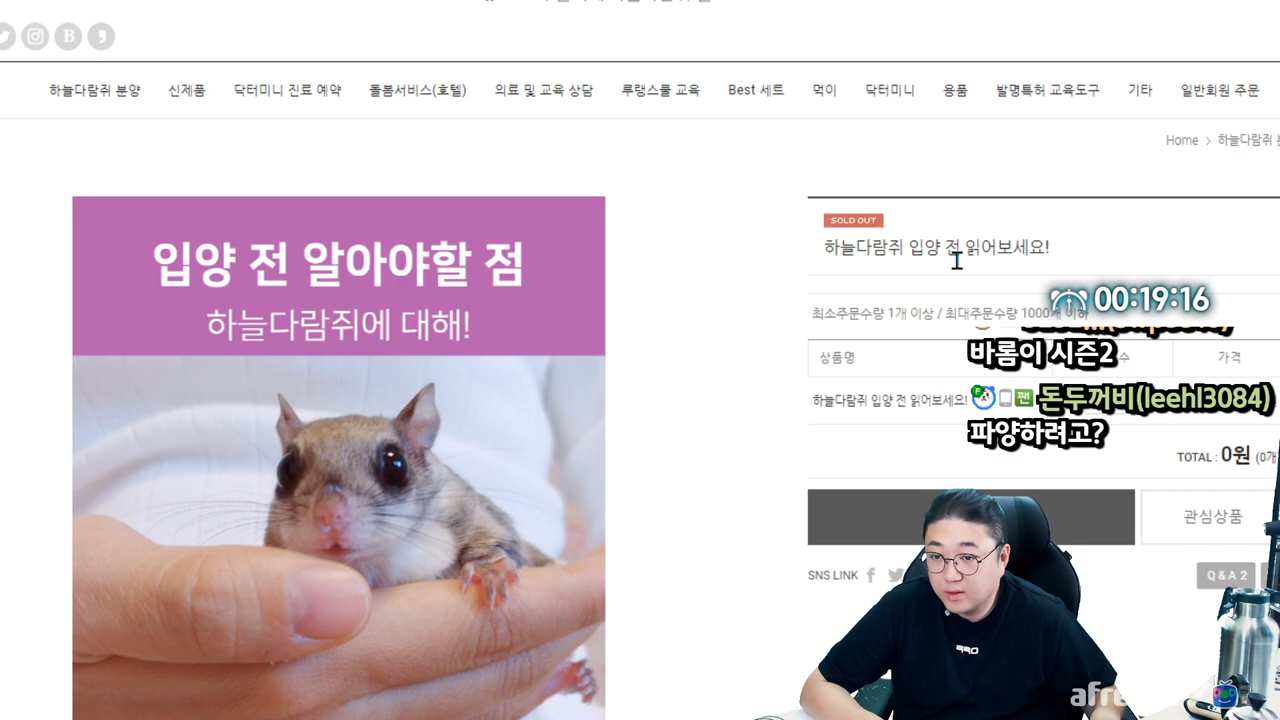 하늘다람쥐 분양 신제품 닥터미니 진료 예약 돌봄서비스(호텔) 의료 및 교육 상담 루랭스쿨 교육 Best 세트 먹이 닥터미니 용품 발명특허 교육도구 기타 일반회원 주문
Home > 하늘다람쥐
입양 전 알아야할 점
하늘다람쥐에 대해!
SOLD OUT
하늘다람쥐 입양 전 읽어보세요!
00:19:16
최소주문수량 1개 이상 / 최대주문수량 1000개 이하
바롬이 시즌2
상품명 가격
하늘다람쥐 입양 전 읽어보세요!
팬 돈두꺼비(leehl3084)
파양하려고?
TOTAL : 0원 (0개
관심상품
SNS LINK
Q & A 2